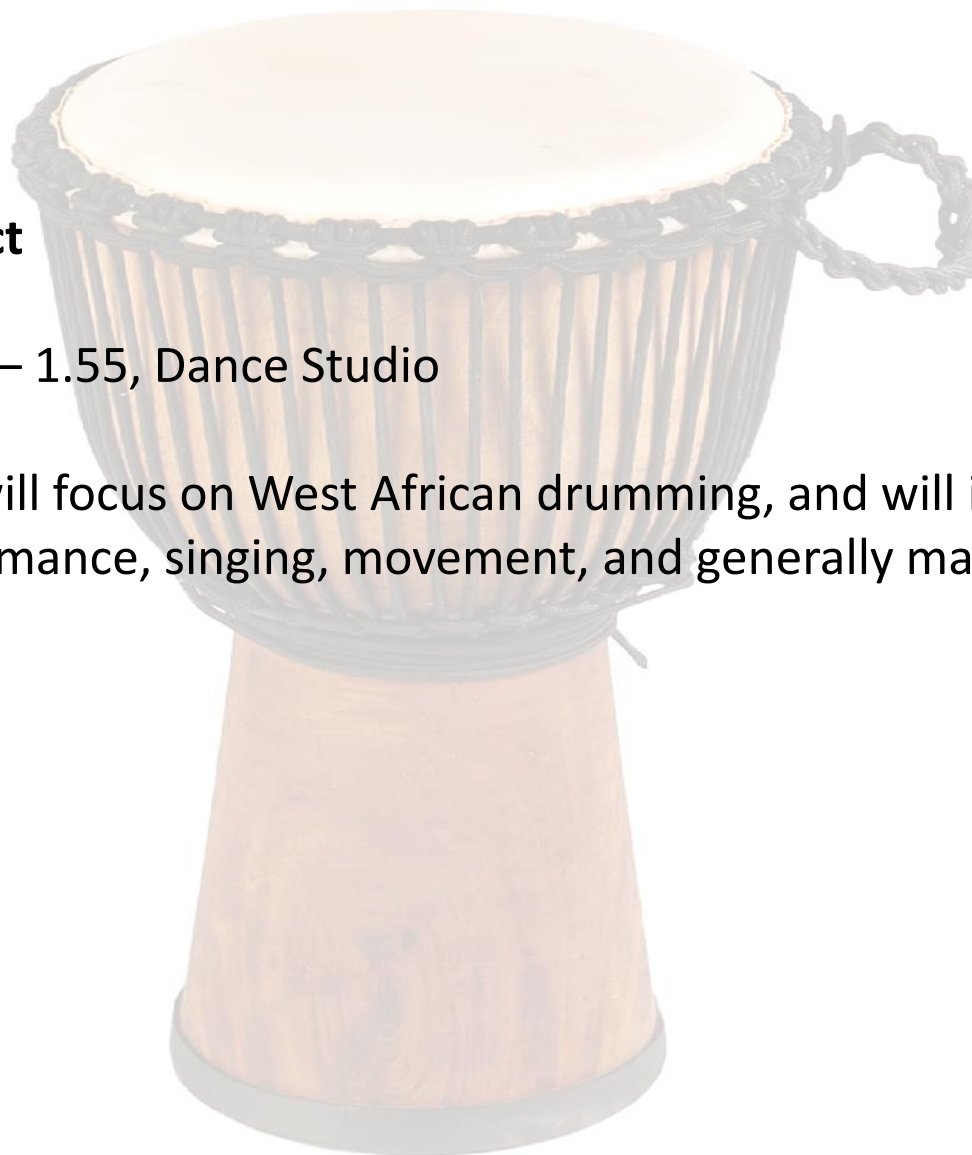 ct
– 1.55, Dance Studio
vill focus on West African drumming, and will i
mance, singing, movement, and generally ma